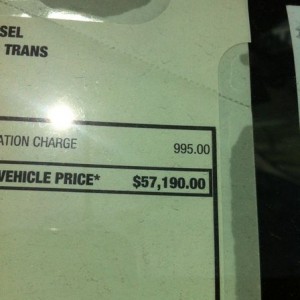 SEL
TRANS
ATION CHARGE 995.00
VEHICLE PRICE* $57,190.00